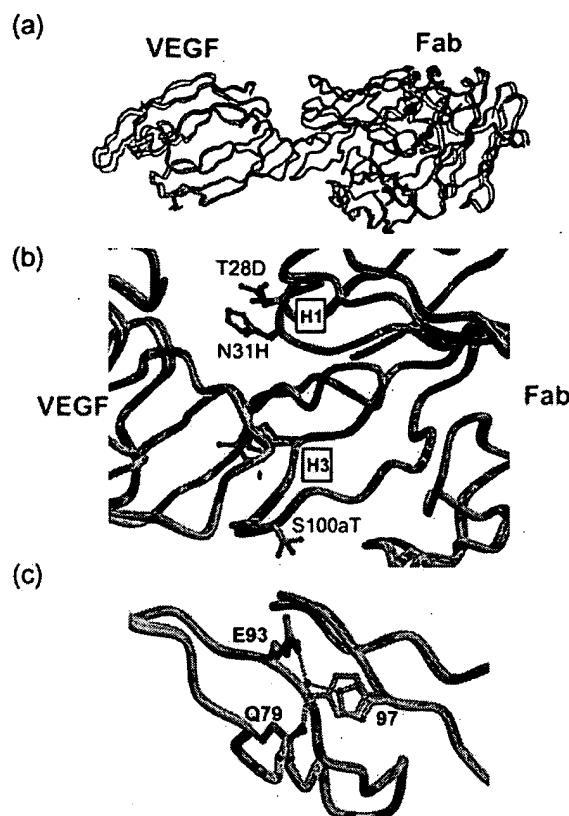 (a)
VEGF Fab
(b)
T28D
H1
N31H
VEGF
Fab
H3
S100aT
(c)
E93
Q79
97